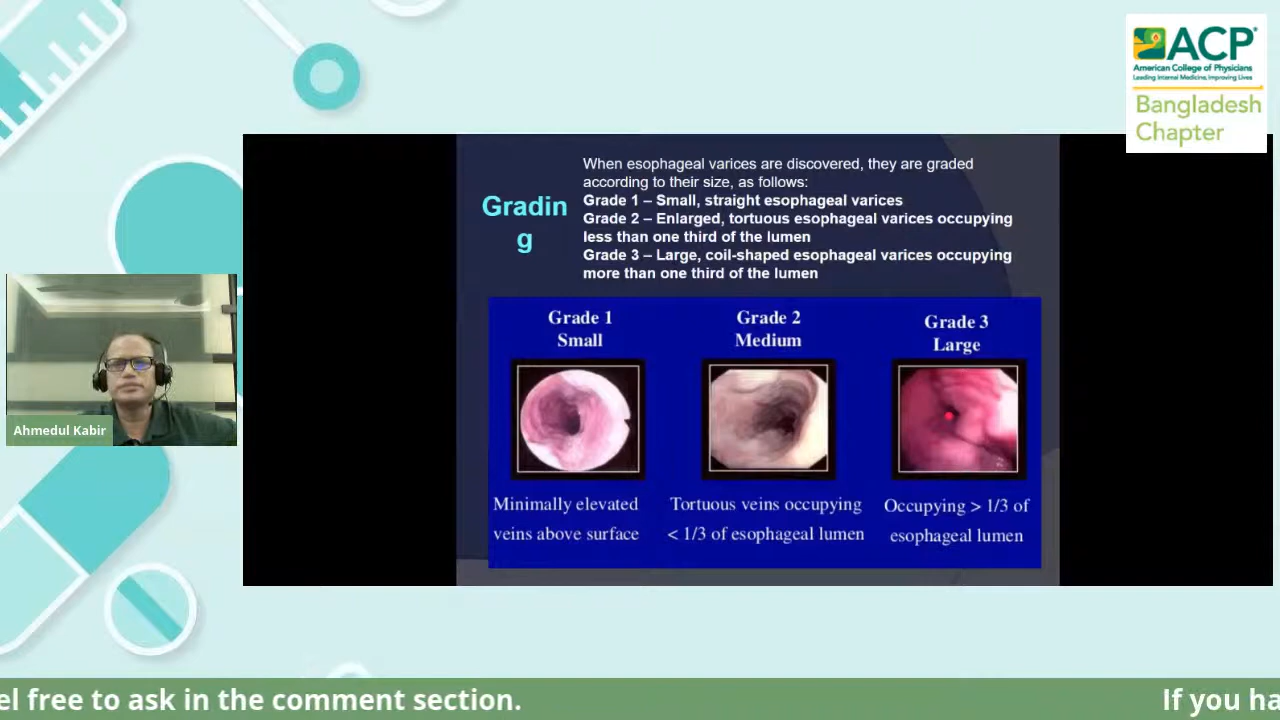 ACP
American College of Physicians
Leading Internal Medicine, Improving Lives
Bangladesh
Chapter
When esophageal varices are discovered, they are graded
according to their size, as follows:
Gradin
g
Grade 1 – Small, straight esophageal varices
Grade 2 – Enlarged, tortuous esophageal varices occupying
less than one third of the lumen
Grade 3 – Large, coil-shaped esophageal varices occupying
more than one third of the lumen
Grade 1
Small
Grade 2
Medium
Grade 3
Large
Minimally elevated
veins above surface
Tortuous veins occupying
< 1/3 of esophageal lumen
Occupying > 1/3 of
esophageal lumen
Ahmedul Kabir
el free to ask in the comment section. If you ha